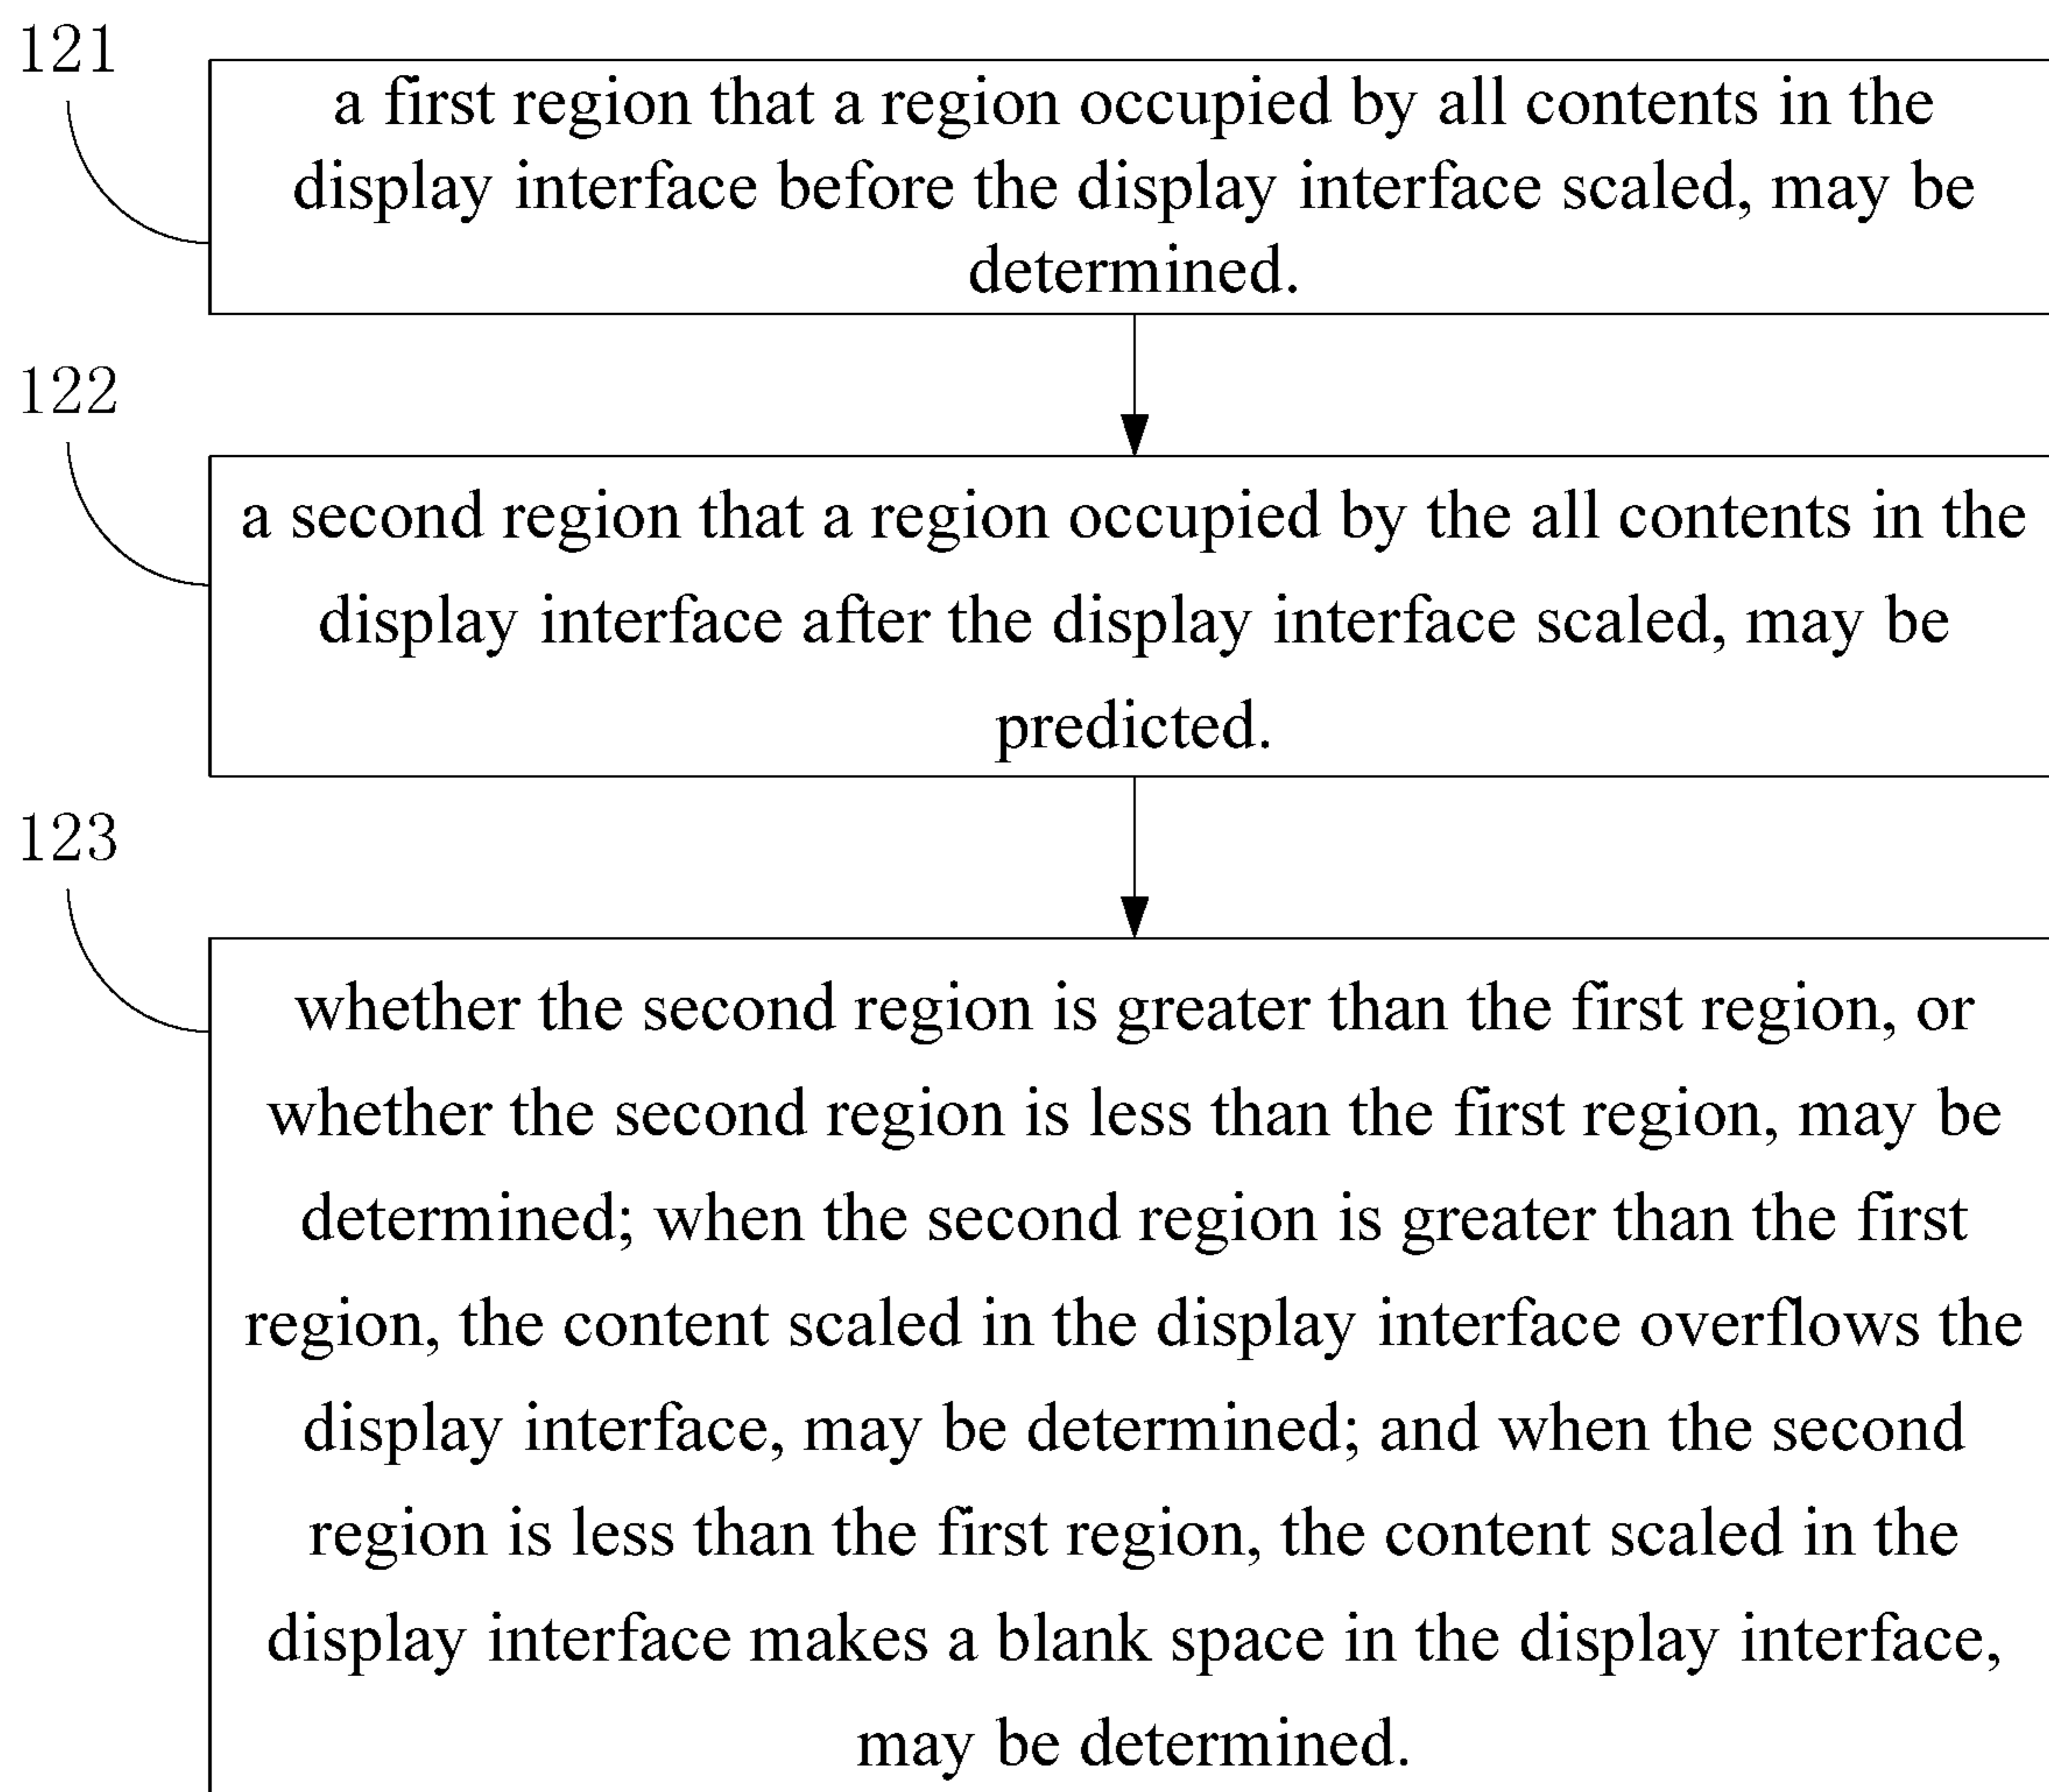 121
a first region that a region occupied by all contents in the
display interface before the display interface scaled, may be
determined.
122
a second region that a region occupied by the all contents in the
display interface after the display interface scaled, may be
predicted.
123
whether the second region is greater than the first region, or
whether the second region is less than the first region, may be
determined; when the second region is greater than the first
region, the content scaled in the display interface overflows the
display interface, may be determined; and when the second
region is less than the first region, the content scaled in the
display interface makes a blank space in the display interface,
may be determined.